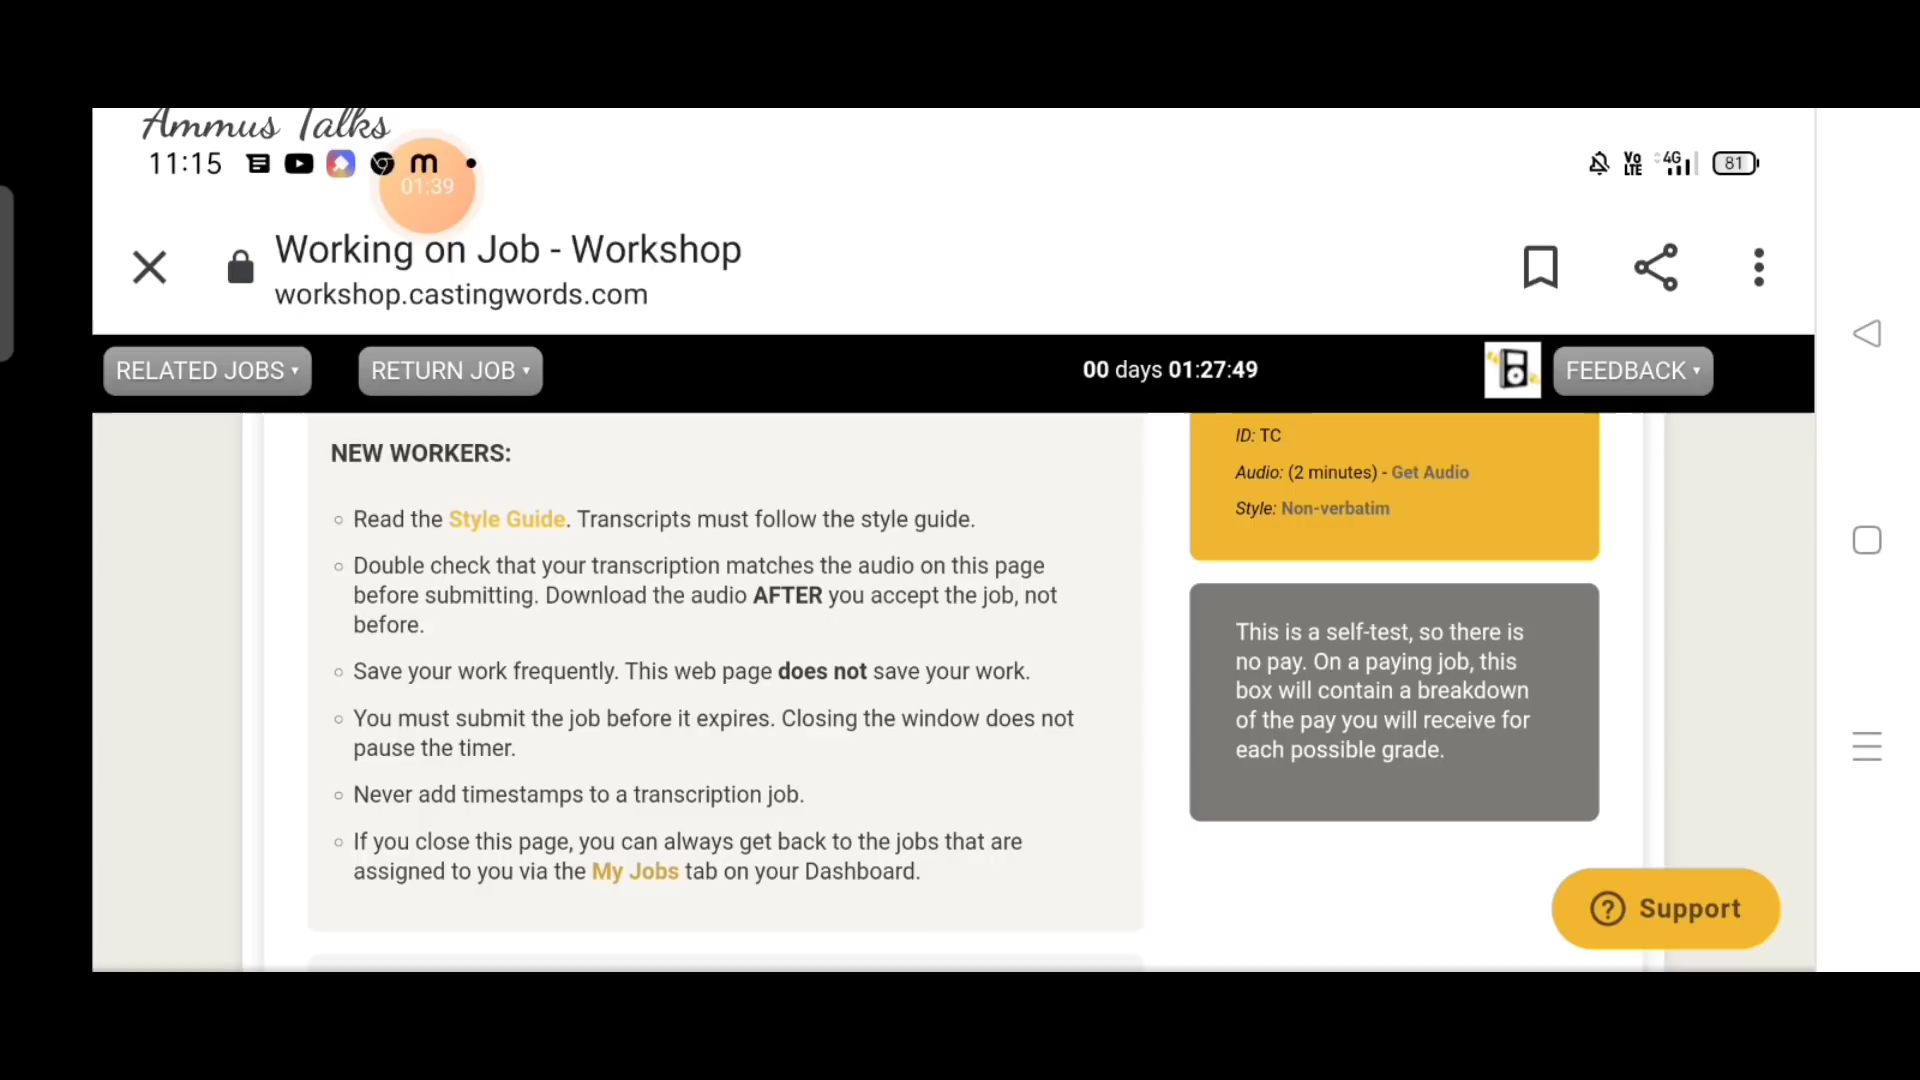 Ammus Talks
11:15
01:39
VoLTE 4G 81
Working on Job - Workshop
workshop.castingwords.com
RELATED JOBS
RETURN JOB
00 days 01:27:49
FEEDBACK
NEW WORKERS:
Read the Style Guide. Transcripts must follow the style guide.
Double check that your transcription matches the audio on this page
before submitting. Download the audio AFTER you accept the job, not
before.
Save your work frequently. This web page does not save your work.
You must submit the job before it expires. Closing the window does not
pause the timer.
Never add timestamps to a transcription job.
If you close this page, you can always get back to the jobs that are
assigned to you via the My Jobs tab on your Dashboard.
ID: TC
Audio: (2 minutes) - Get Audio
Style: Non-verbatim
This is a self-test, so there is
no pay. On a paying job, this
box will contain a breakdown
of the pay you will receive for
each possible grade.
Support